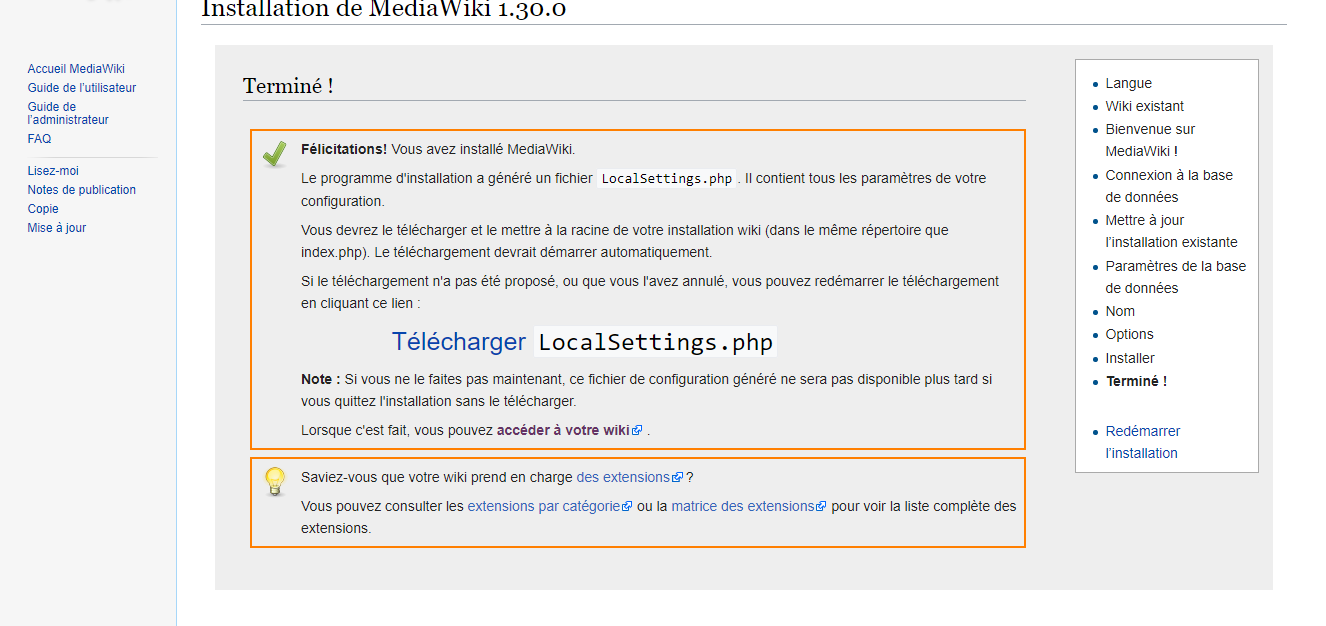 Installation de MediaWiki 1.30.0
Accueil MediaWiki
Guide de l’utilisateur
Guide de
l’administrateur
FAQ
Lisez-moi
Notes de publication
Copie
Mise à jour
Terminé !
Félicitations! Vous avez installé MediaWiki.
Le programme d'installation a généré un fichier LocalSettings.php. Il contient tous les paramètres de votre
configuration.
Vous devrez le télécharger et le mettre à la racine de votre installation wiki (dans le même répertoire que
index.php). Le téléchargement devrait démarrer automatiquement.
Si le téléchargement n'a pas été proposé, ou que vous l'avez annulé, vous pouvez redémarrer le téléchargement
en cliquant ce lien :
Télécharger LocalSettings.php
Note : Si vous ne le faites pas maintenant, ce fichier de configuration généré ne sera pas disponible plus tard si
vous quittez l'installation sans le télécharger.
Lorsque c'est fait, vous pouvez accéder à votre wiki .
Saviez-vous que votre wiki prend en charge des extensions ?
Vous pouvez consulter les extensions par catégorie ou la matrice des extensions pour voir la liste complète des
extensions.
Langue
Wiki existant
Bienvenue sur
MediaWiki !
Connexion à la base
de données
Mettre à jour
l’installation existante
Paramètres de la base
de données
Nom
Options
Installer
Terminé !
Redémarrer
l’installation